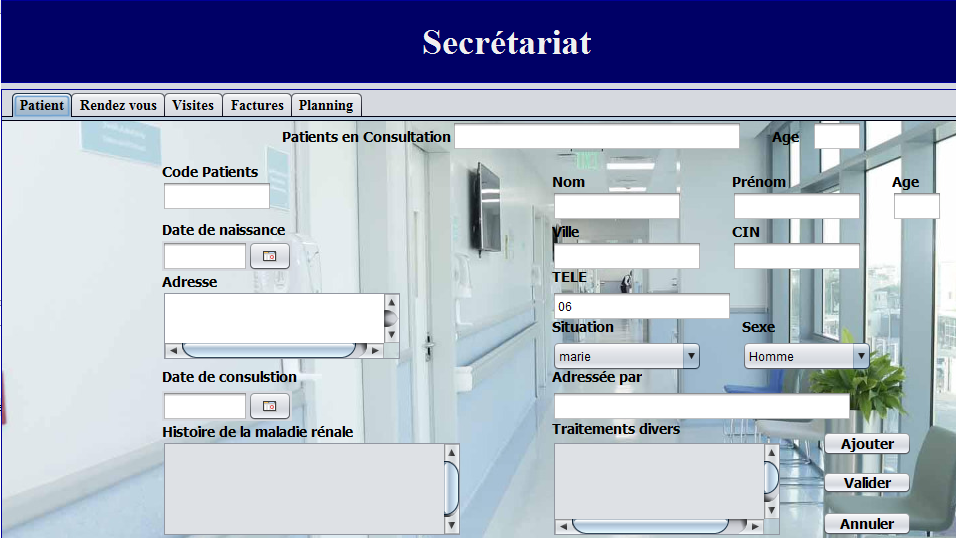 Secrétariat
Patient Rendez vous Visites Factures Planning
Patients en Consultation Age
Code Patients
Nom Prénom Age
Date de naissance
Ville CIN
Adresse
TELE
06
Situation Sexe
marie Homme
Date de consulstion
Adressée par
Histoire de la maladie rénale
Traitements divers
Ajouter
Valider
Annuler